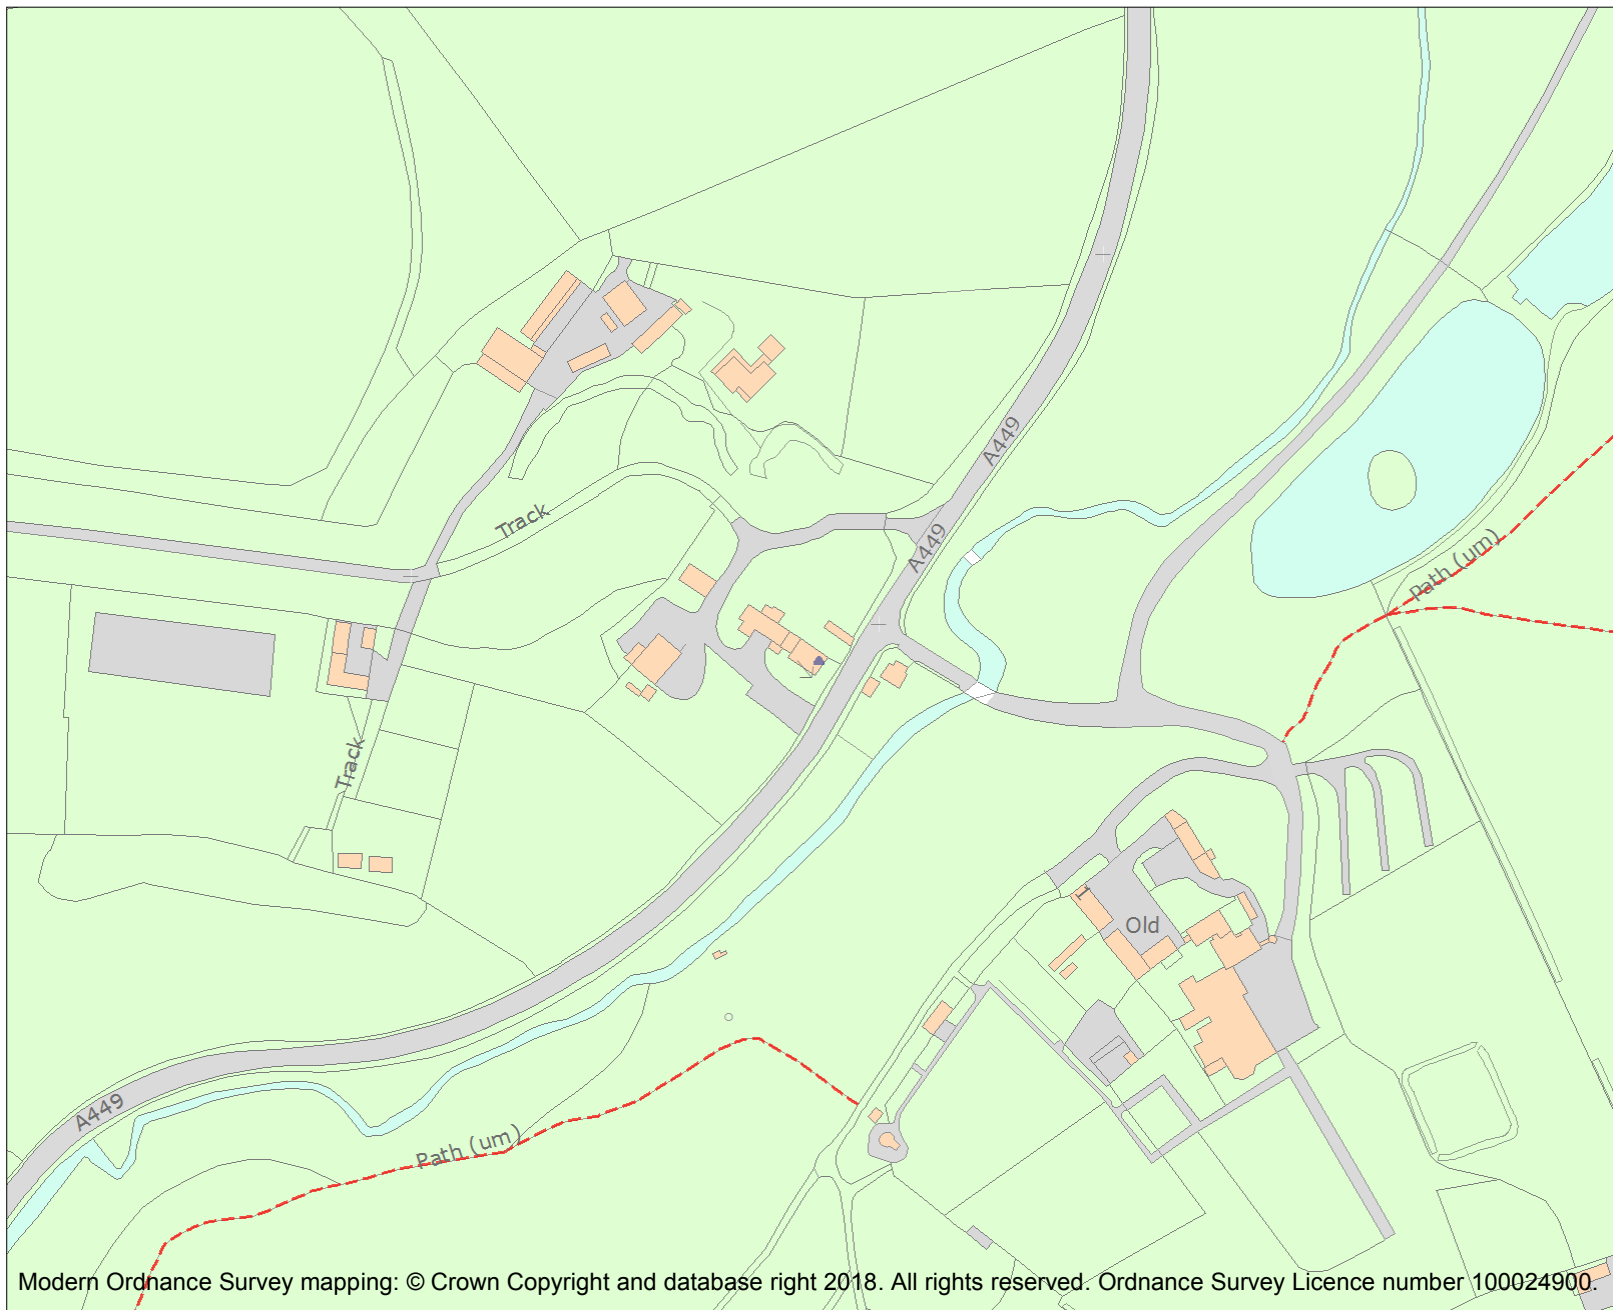 A449
Track
A449
Path (um)
Track
Old
1
A449
Path (um)
Modern Ordnance Survey mapping: © Crown Copyright and database right 2018. All rights reserved. Ordnance Survey Licence number 100024900.